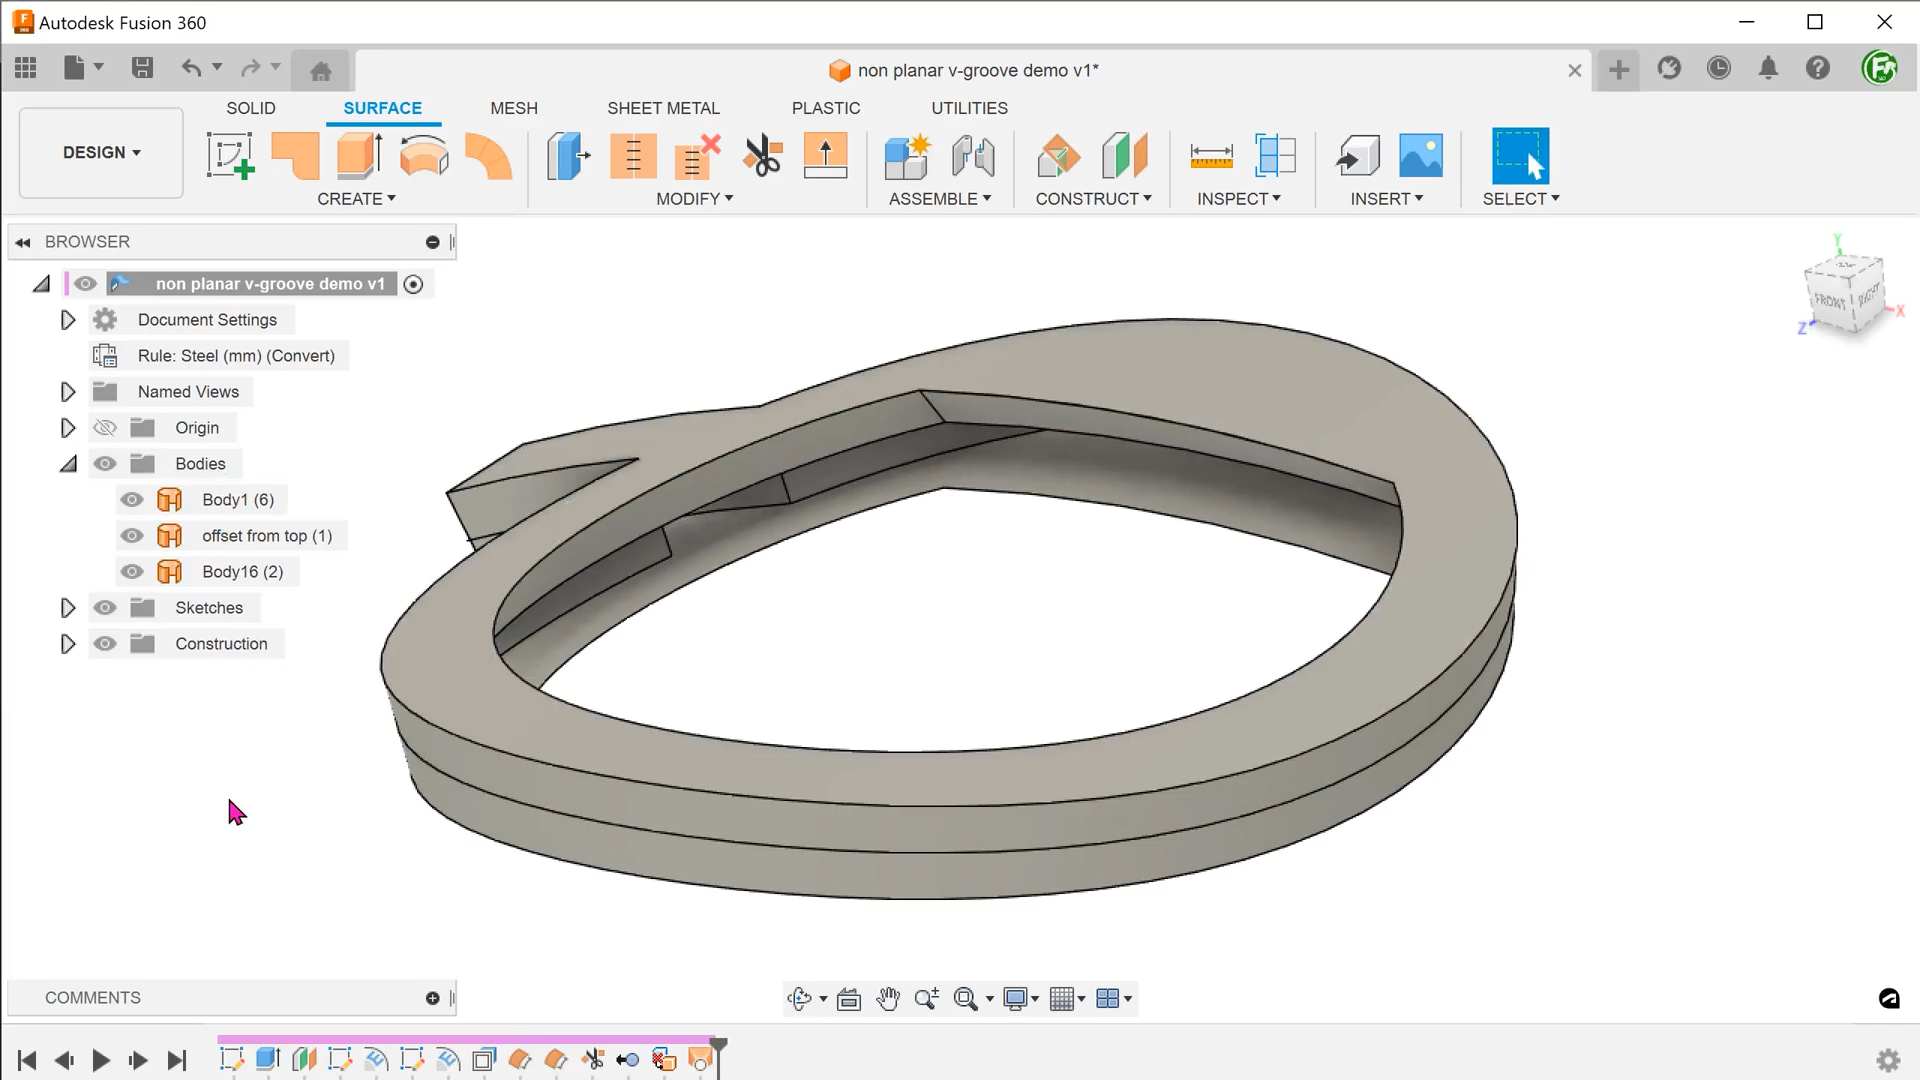 Autodesk Fusion 360
non planar v-groove demo v1*
SOLID
SURFACE
MESH
SHEET METAL
PLASTIC
UTILITIES
DESIGN
CREATE
MODIFY
ASSEMBLE
CONSTRUCT
INSPECT
INSERT
SELECT
BROWSER
non planar v-groove demo v1
Document Settings
Rule: Steel (mm) (Convert)
Named Views
Origin
Bodies
Body1 (6)
offset from top (1)
Body16 (2)
Sketches
Construction
Y
FRONT
RIGHT
X
Z
COMMENTS